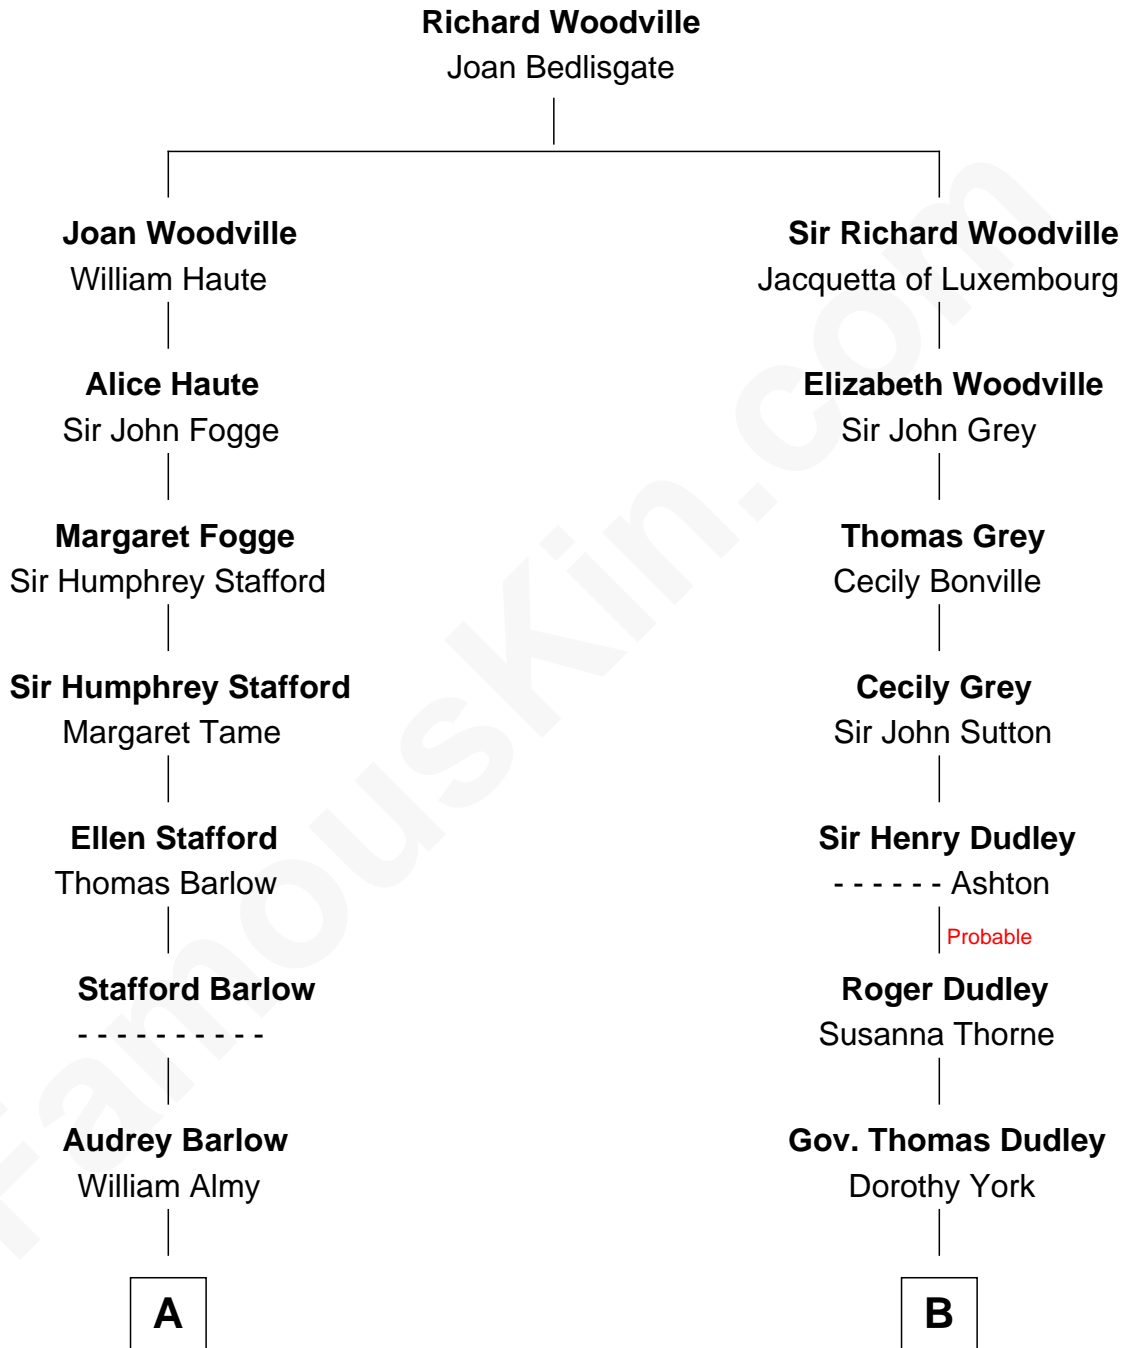 Richard Woodville
Joan Bedlisgate
Joan Woodville
William Haute
Sir Richard Woodville
Jacquetta of Luxembourg
Alice Haute
Sir John Fogge
Elizabeth Woodville
Sir John Grey
Margaret Fogge
Sir Humphrey Stafford
Thomas Grey
Cecily Bonville
Sir Humphrey Stafford
Margaret Tame
Cecily Grey
Sir John Sutton
Ellen Stafford
Thomas Barlow
Sir Henry Dudley
- - - - - - Ashton
Probable
Stafford Barlow
- - - - - - - - - -
Roger Dudley
Susanna Thorne
Audrey Barlow
William Almy
Gov. Thomas Dudley
Dorothy York
A
B
FamousKin.com